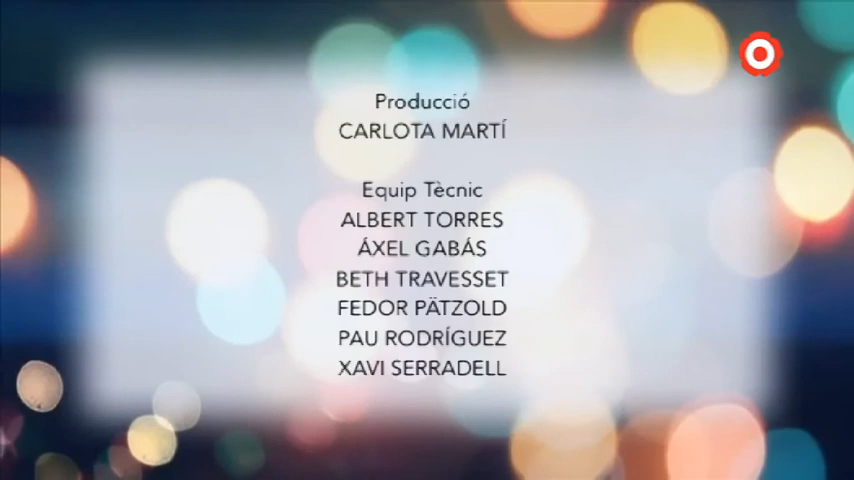 Producció
CARLOTA MARTÍ
Equip Tècnic
ALBERT TORRES
ÁXEL GABÁS
BETH TRAVESSET
FEDOR PÄTZOLD
PAU RODRÍGUEZ
XAVI SERRADELL